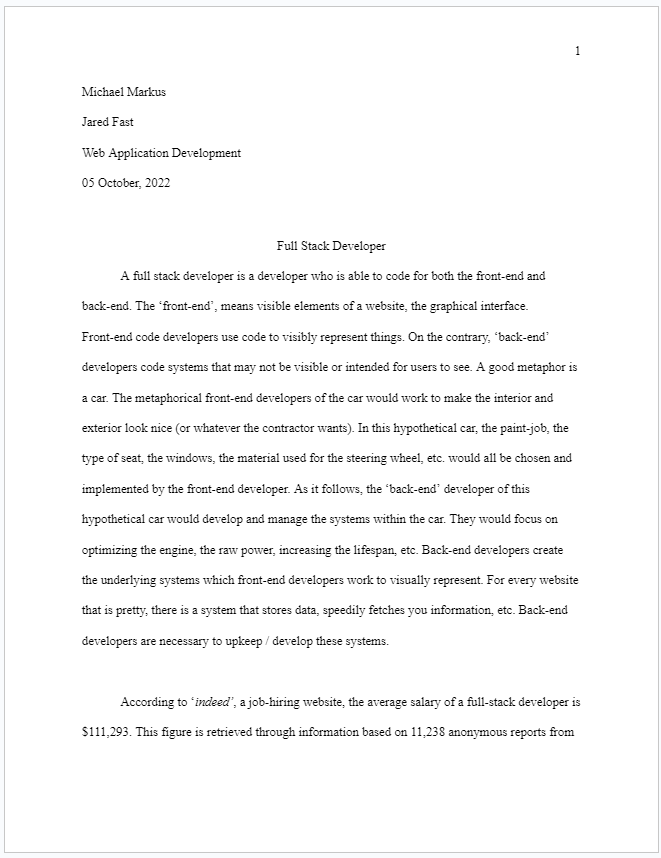 1
Michael Markus
Jared Fast
Web Application Development
05 October, 2022
Full Stack Developer
A full stack developer is a developer who is able to code for both the front-end and
back-end. The ‘front-end’, means visible elements of a website, the graphical interface.
Front-end code developers use code to visibly represent things. On the contrary, ‘back-end’
developers code systems that may not be visible or intended for users to see. A good metaphor is
a car. The metaphorical front-end developers of the car would work to make the interior and
exterior look nice (or whatever the contractor wants). In this hypothetical car, the paint-job, the
type of seat, the windows, the material used for the steering wheel, etc. would all be chosen and
implemented by the front-end developer. As it follows, the ‘back-end’ developer of this
hypothetical car would develop and manage the systems within the car. They would focus on
optimizing the engine, the raw power, increasing the lifespan, etc. Back-end developers create
the underlying systems which front-end developers work to visually represent. For every website
that is pretty, there is a system that stores data, speedily fetches you information, etc. Back-end
developers are necessary to upkeep / develop these systems.
According to ‘indeed’, a job-hiring website, the average salary of a full-stack developer is
$111,293. This figure is retrieved through information based on 11,238 anonymous reports from